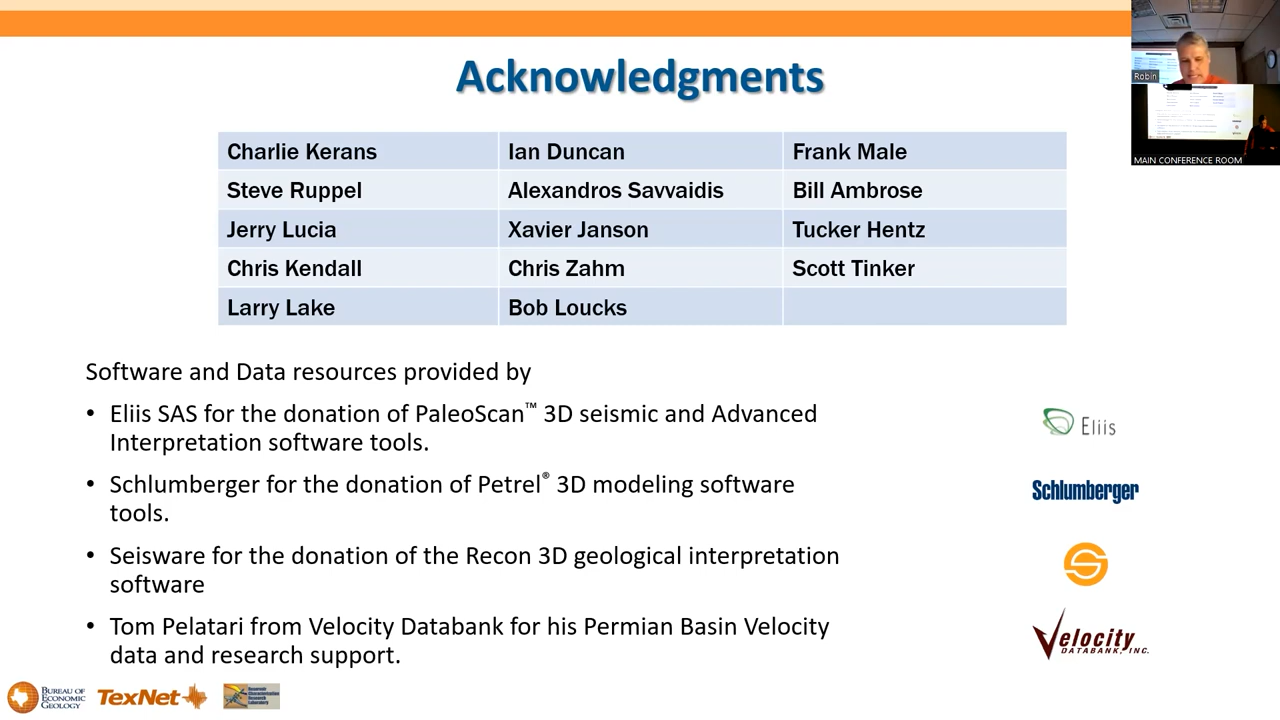 Acknowledgments
Robin
MAIN CONFERENCE ROOM
Charlie Kerans Ian Duncan Frank Male
Steve Ruppel Alexandros Savvaidis Bill Ambrose
Jerry Lucia Xavier Janson Tucker Hentz
Chris Kendall Chris Zahm Scott Tinker
Larry Lake Bob Loucks
Software and Data resources provided by
• Eliis SAS for the donation of PaleoScan™ 3D seismic and Advanced
Interpretation software tools.
Eliis
• Schlumberger for the donation of Petrel® 3D modeling software
tools.
Schlumberger
• Seisware for the donation of the Recon 3D geological interpretation
software
• Tom Pelatari from Velocity Databank for his Permian Basin Velocity
data and research support.
Velocity
DATABANK, INC.
BUREAU OF
ECONOMIC
GEOLOGY
TexNet